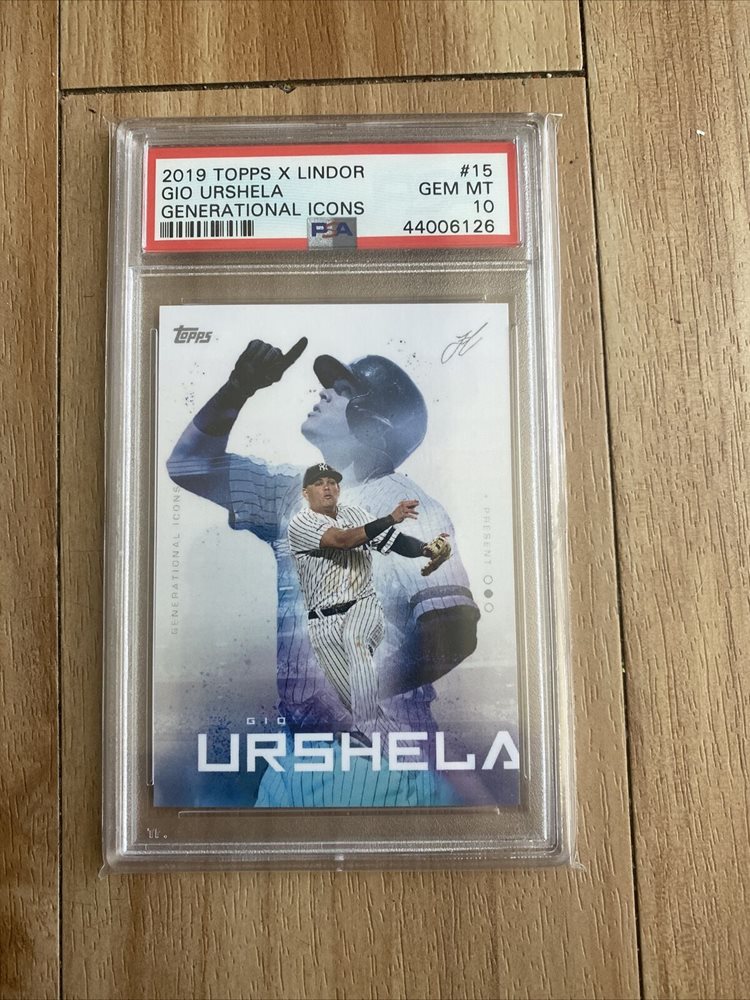 2019 TOPPS X LINDOR #15
GIO URSHELA GEM MT
GENERATIONAL ICONS 10
PSA 44006126
TOPPS
GENERATIONAL ICONS
PRESENT
NY
GIO
URSHELA